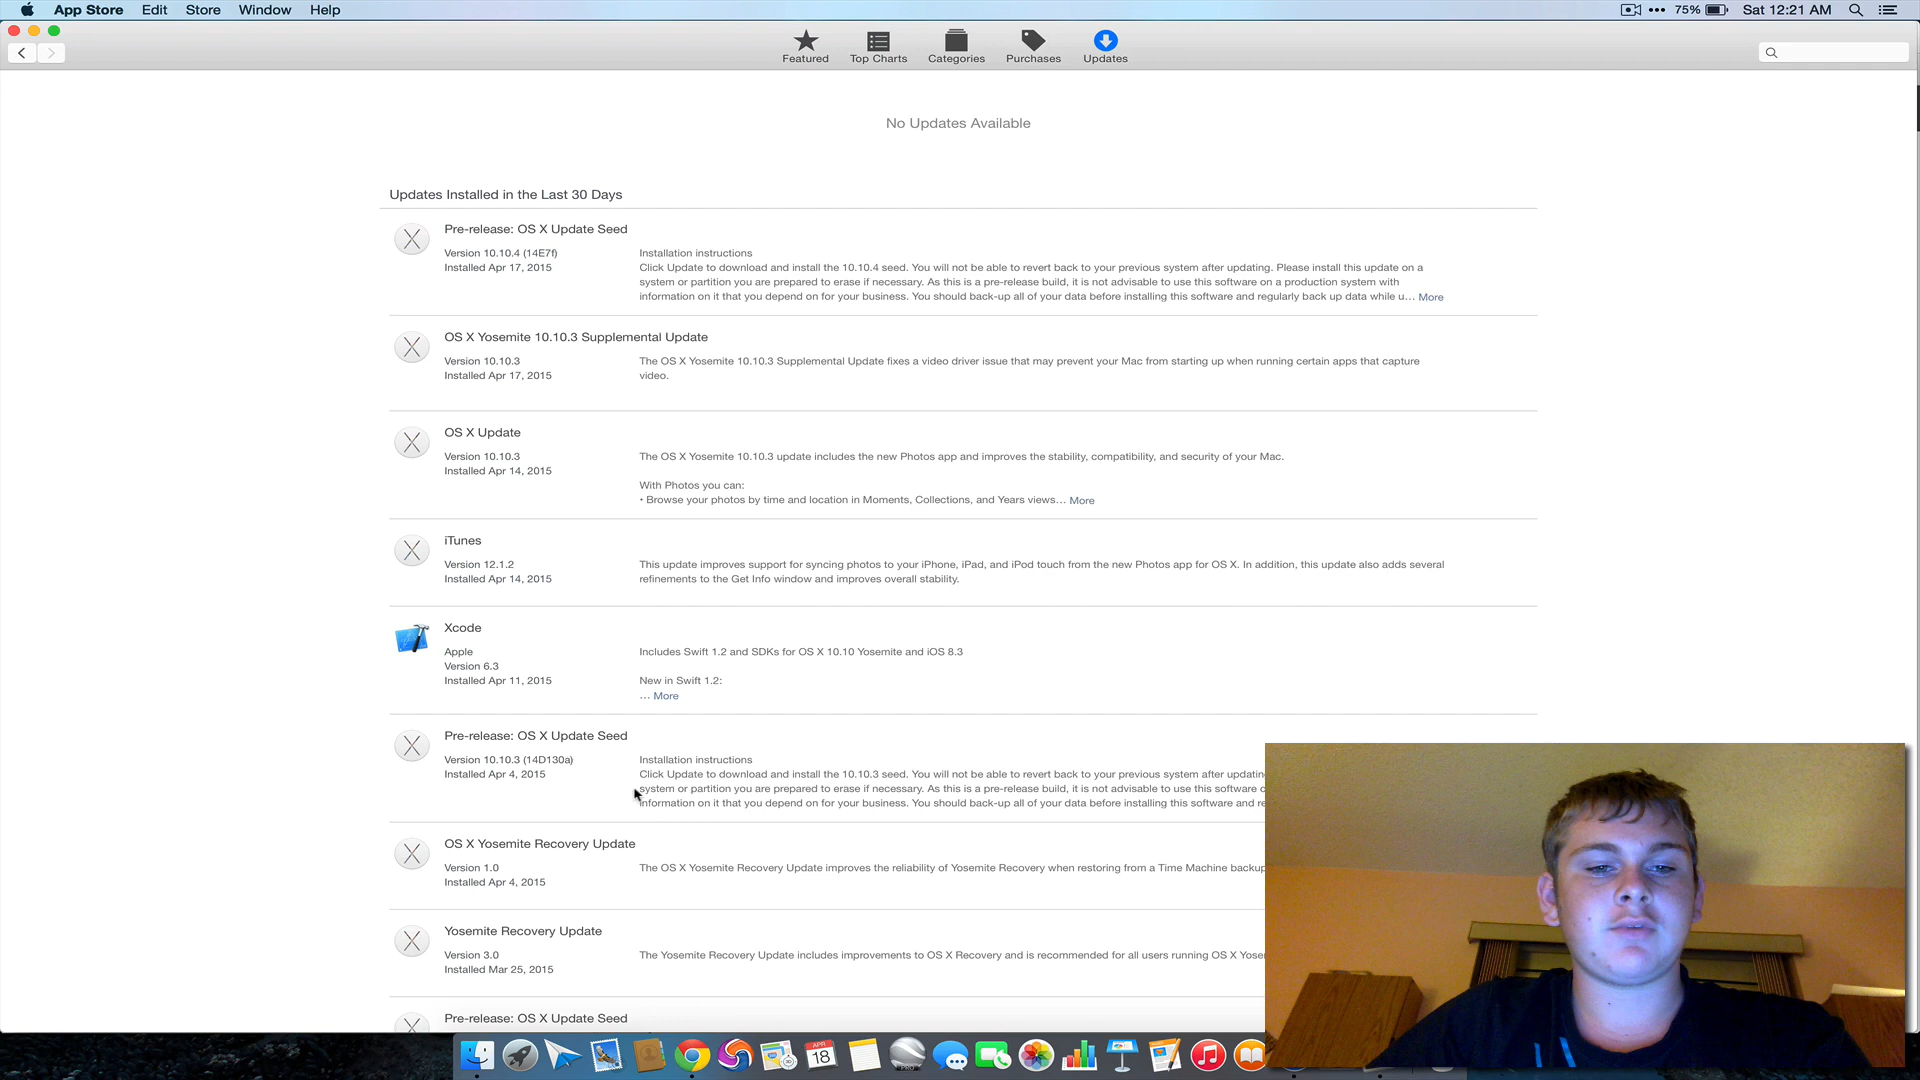 App Store Edit Store Window Help 75% Sat 12:21 AM
Featured Top Charts Categories Purchases Updates
No Updates Available
Updates Installed in the Last 30 Days
Pre-release: OS X Update Seed
Version 10.10.4 (14E7f)
Installed Apr 17, 2015
Installation instructions
Click Update to download and install the 10.10.4 seed. You will not be able to revert back to your previous system after updating. Please install this update on a
system or partition you are prepared to erase if necessary. As this is a pre-release build, it is not advisable to use this software on a production system with
information on it that you depend on for your business. You should back-up all of your data before installing this software and regularly back up data while u... More
OS X Yosemite 10.10.3 Supplemental Update
Version 10.10.3
Installed Apr 17, 2015
The OS X Yosemite 10.10.3 Supplemental Update fixes a video driver issue that may prevent your Mac from starting up when running certain apps that capture
video.
OS X Update
Version 10.10.3
Installed Apr 14, 2015
The OS X Yosemite 10.10.3 update includes the new Photos app and improves the stability, compatibility, and security of your Mac.
With Photos you can:
• Browse your photos by time and location in Moments, Collections, and Years views... More
iTunes
Version 12.1.2
Installed Apr 14, 2015
This update improves support for syncing photos to your iPhone, iPad, and iPod touch from the new Photos app for OS X. In addition, this update also adds several
refinements to the Get Info window and improves overall stability.
Xcode
Apple
Version 6.3
Installed Apr 11, 2015
Includes Swift 1.2 and SDKs for OS X 10.10 Yosemite and iOS 8.3
New in Swift 1.2:
... More
Pre-release: OS X Update Seed
Version 10.10.3 (14D130a)
Installed Apr 4, 2015
Installation instructions
Click Update to download and install the 10.10.3 seed. You will not be able to revert back to your previous system after updatin
system or partition you are prepared to erase if necessary. As this is a pre-release build, it is not advisable to use this software o
information on it that you depend on for your business. You should back-up all of your data before installing this software and re
OS X Yosemite Recovery Update
Version 1.0
Installed Apr 4, 2015
The OS X Yosemite Recovery Update improves the reliability of Yosemite Recovery when restoring from a Time Machine backup
Yosemite Recovery Update
Version 3.0
Installed Mar 25, 2015
The Yosemite Recovery Update includes improvements to OS X Recovery and is recommended for all users running OS X Yose
Pre-release: OS X Update Seed
APR
18